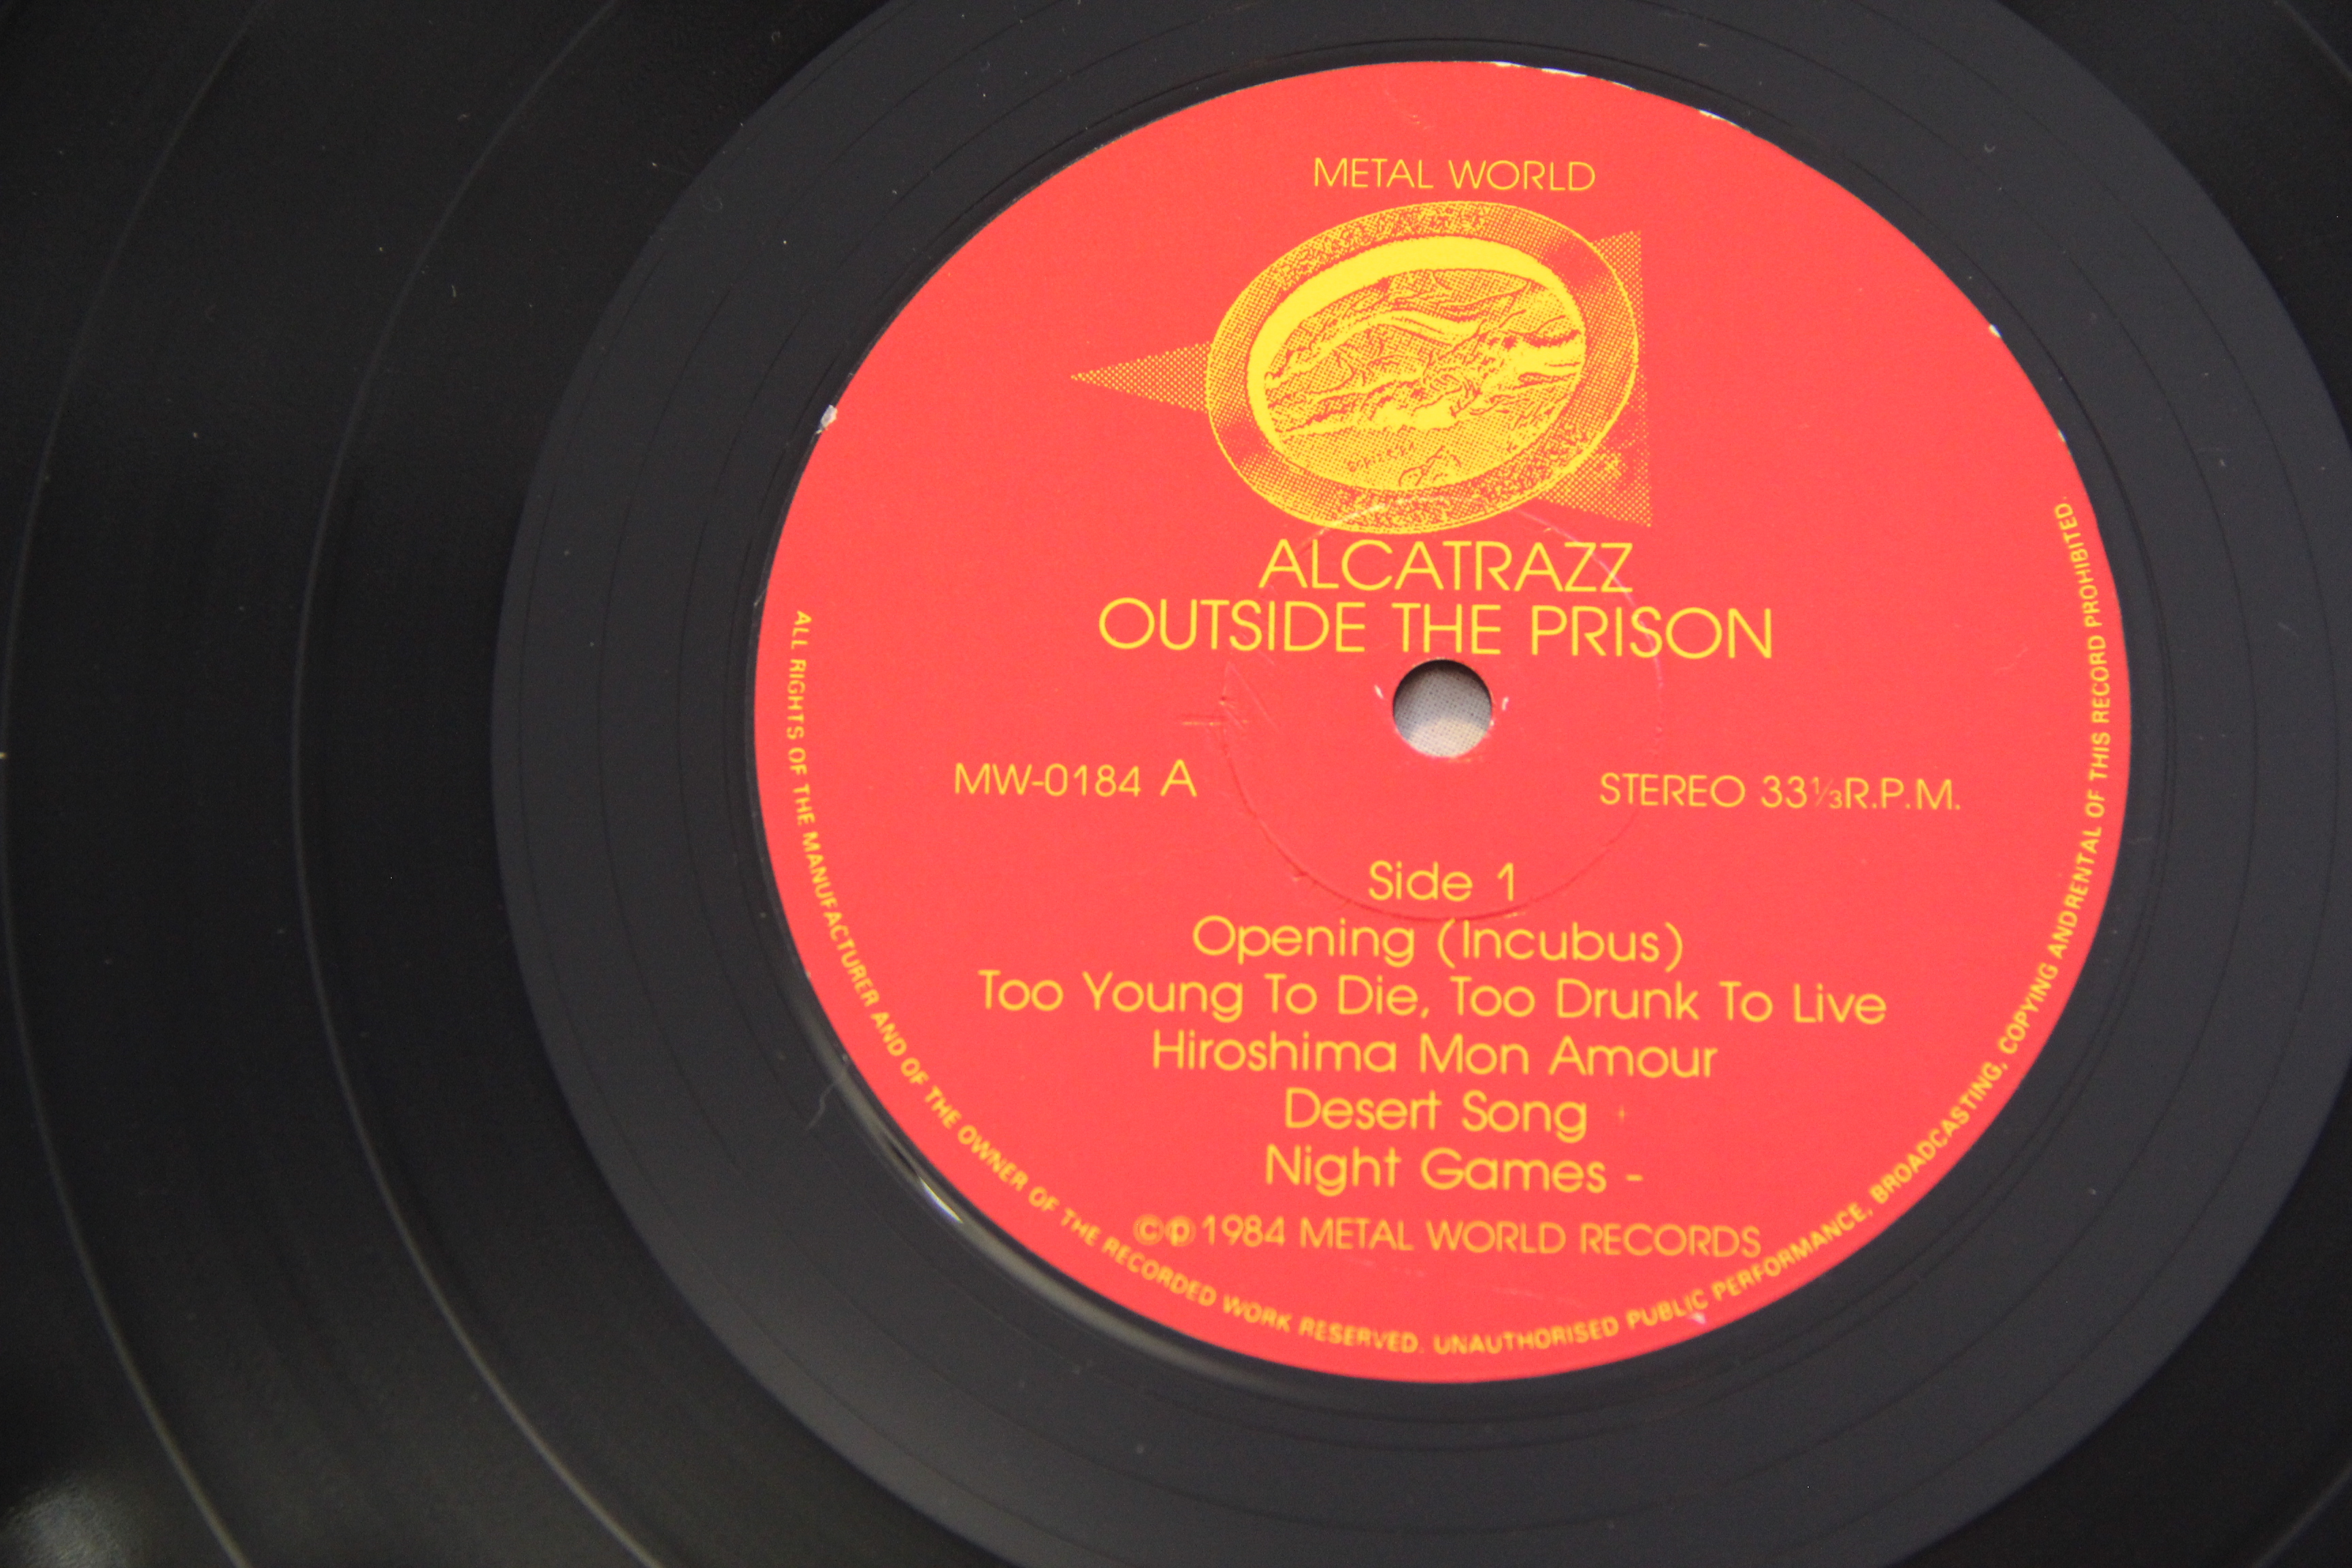 METAL WORLD
ALCATRAZZ
OUTSIDE THE PRISON
MW-0184 A
STEREO 33⅓R.P.M.
Side 1
Opening (Incubus)
Too Young To Die, Too Drunk To Live
Hiroshima Mon Amour
Desert Song
Night Games -
©℗1984 METAL WORLD RECORDS
ALL RIGHTS OF THE MANUFACTURER AND OF THE OWNER OF THE RECORDED WORK RESERVED. UNAUTHORISED PUBLIC PERFORMANCE, BROADCASTING, COPYING ANDRENTAL OF THIS RECORD PROHIBITED.